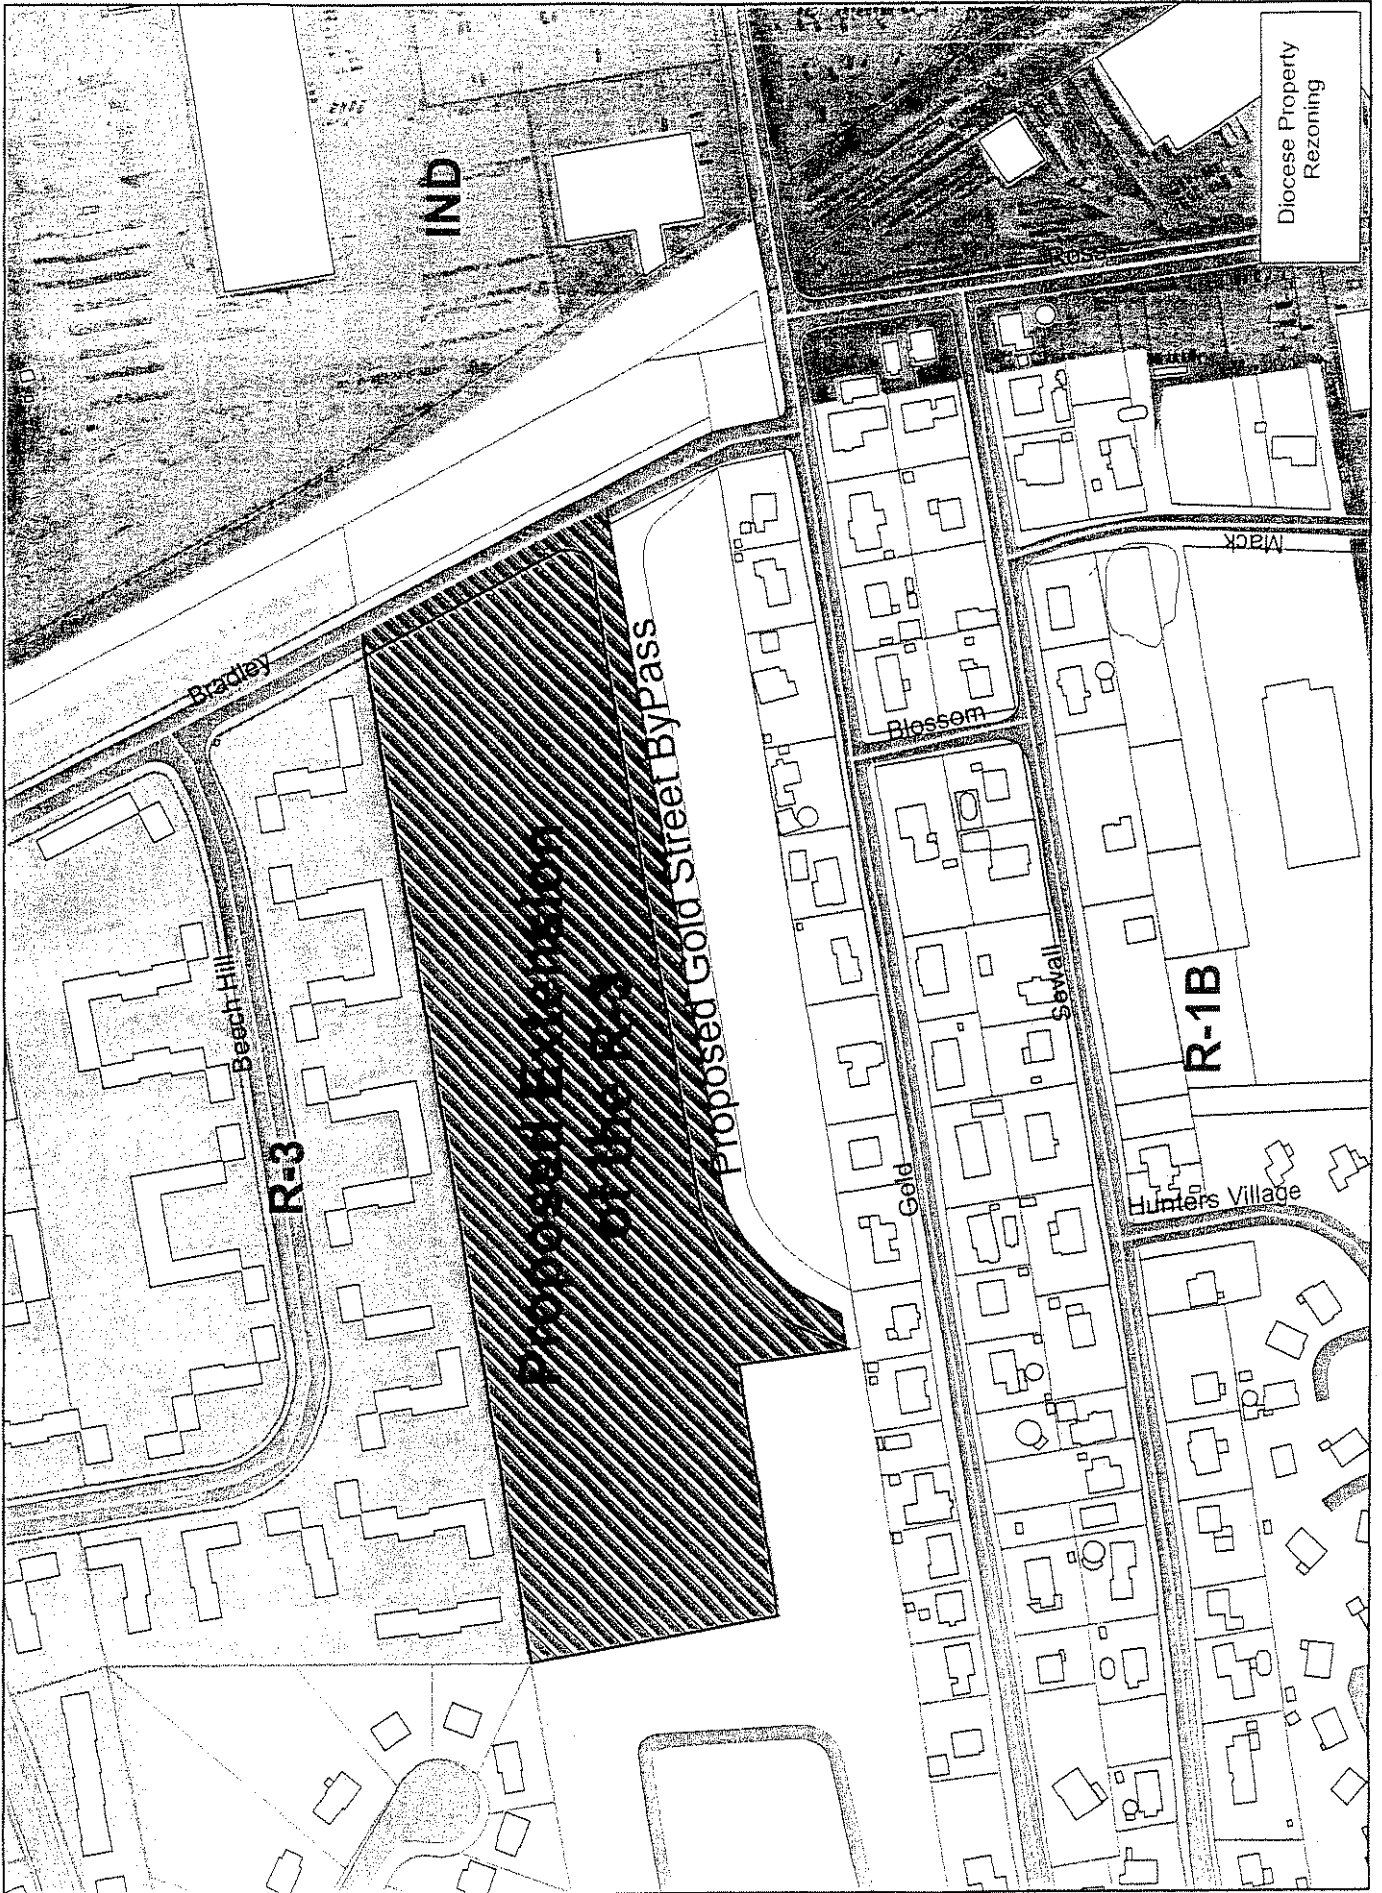 IND
Diocese Property
Rezoning
Ross
Bradley
Mack
Proposed Gold Street ByPass
Blossom
Proposed Extension
of the R-3
Beech Hill
Sewall
R-1B
R-3
Gold
Hunters Village